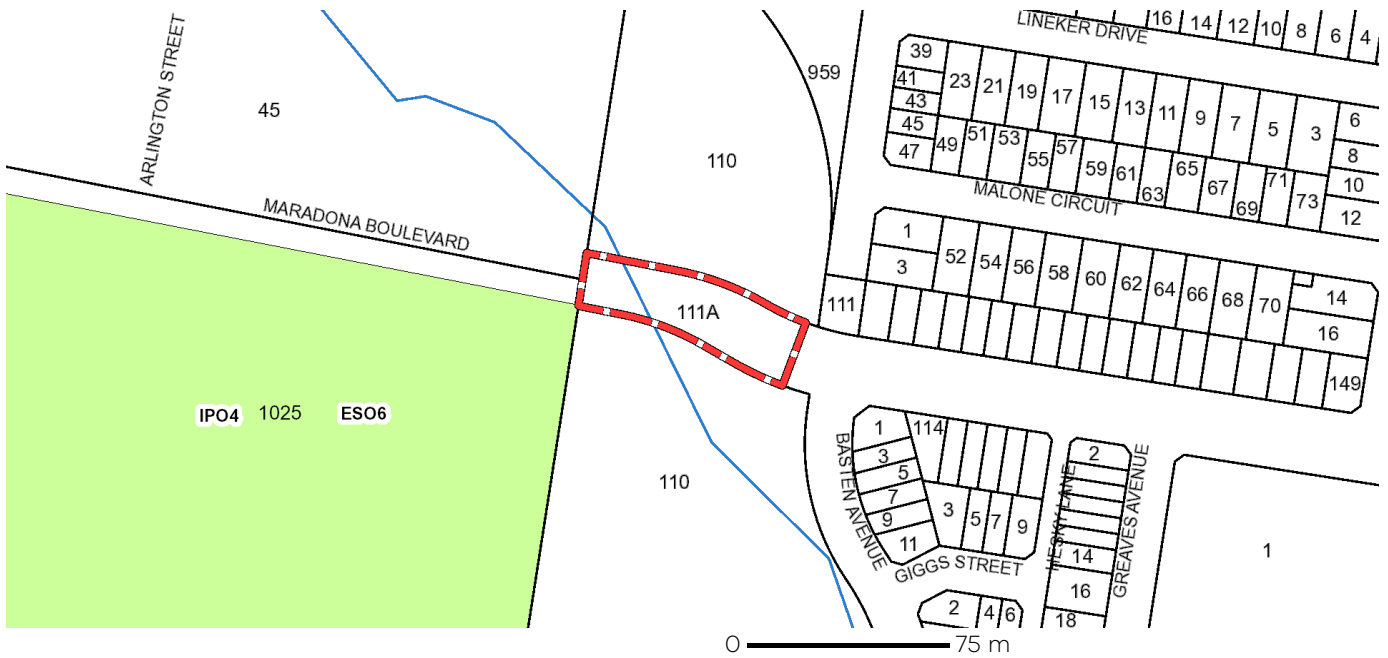 16 14 12 10 8 6 4
LINEKER DRIVE
ARLINGTON STREET
45
959
110
39
41
43
45
47
23 21 19 17 15 13 11 9 7 5 3
6
8
10
12
49 51 53 55 57 59 61 63 65 67 69 71 73
MALONE CIRCUIT
MARADONA BOULEVARD
1
3
52 54 56 58 60 62 64 66 68 70
14
16
111
149
111A
IPO4 1025 ESO6
110
BASTEN AVENUE
1
3
5
7
9
11
114
3 5 7 9
GIGGS STREET
HESKY LANE
2
14
16
18
GREAVES AVENUE
1
2 4 6
0 75 m